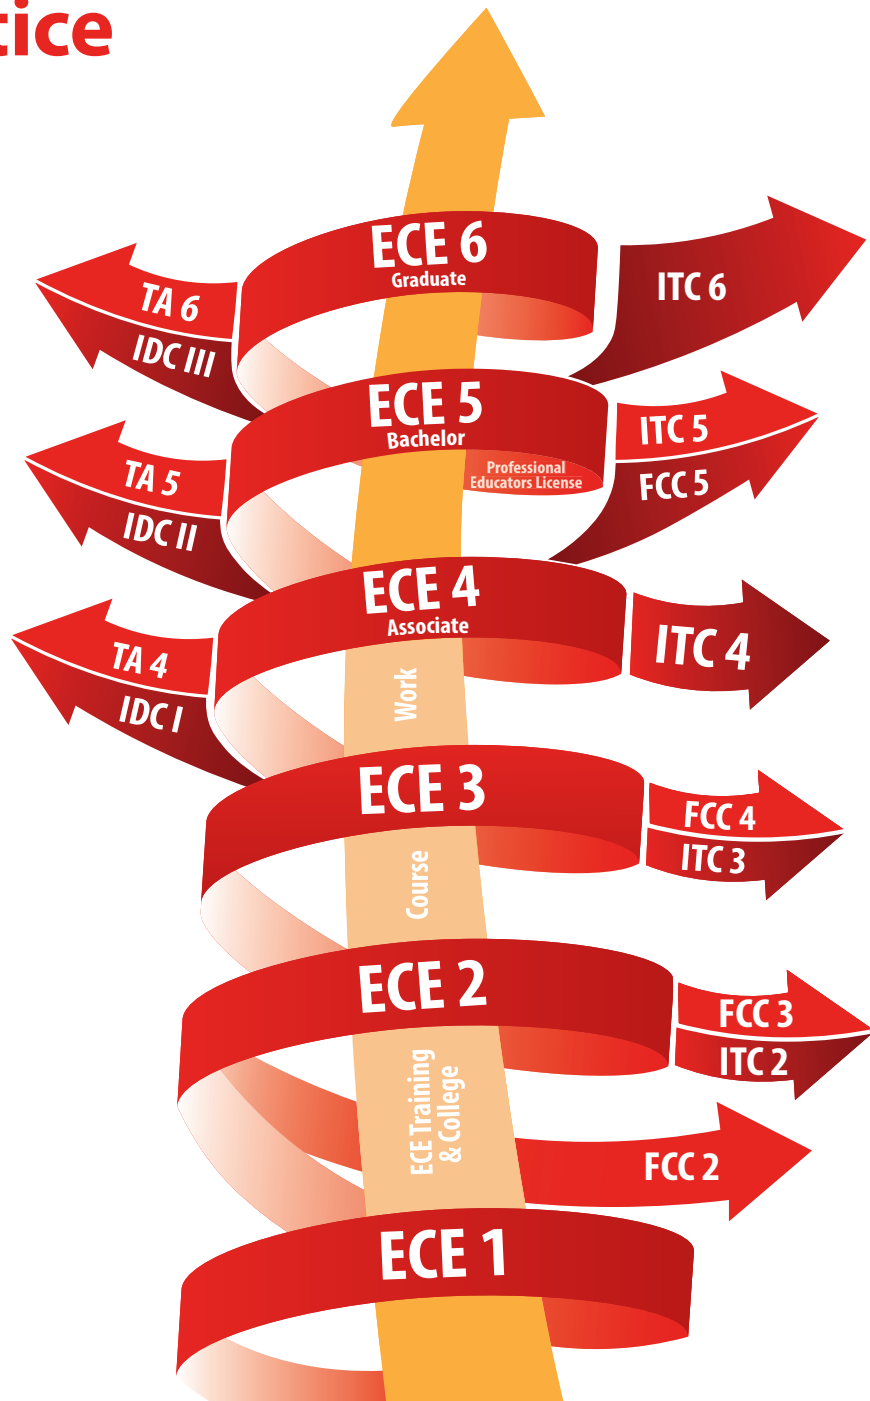 tice
ECE 6
Graduate
TA 6
IDC III
ITC 6
ECE 5
Bachelor
Professional
Educators License
TA 5
IDC II
ITC 5
FCC 5
ECE 4
Associate
TA 4
IDC I
ITC 4
Work
ECE 3
FCC 4
ITC 3
Course
ECE 2
FCC 3
ITC 2
ECE Training
& College
FCC 2
ECE 1